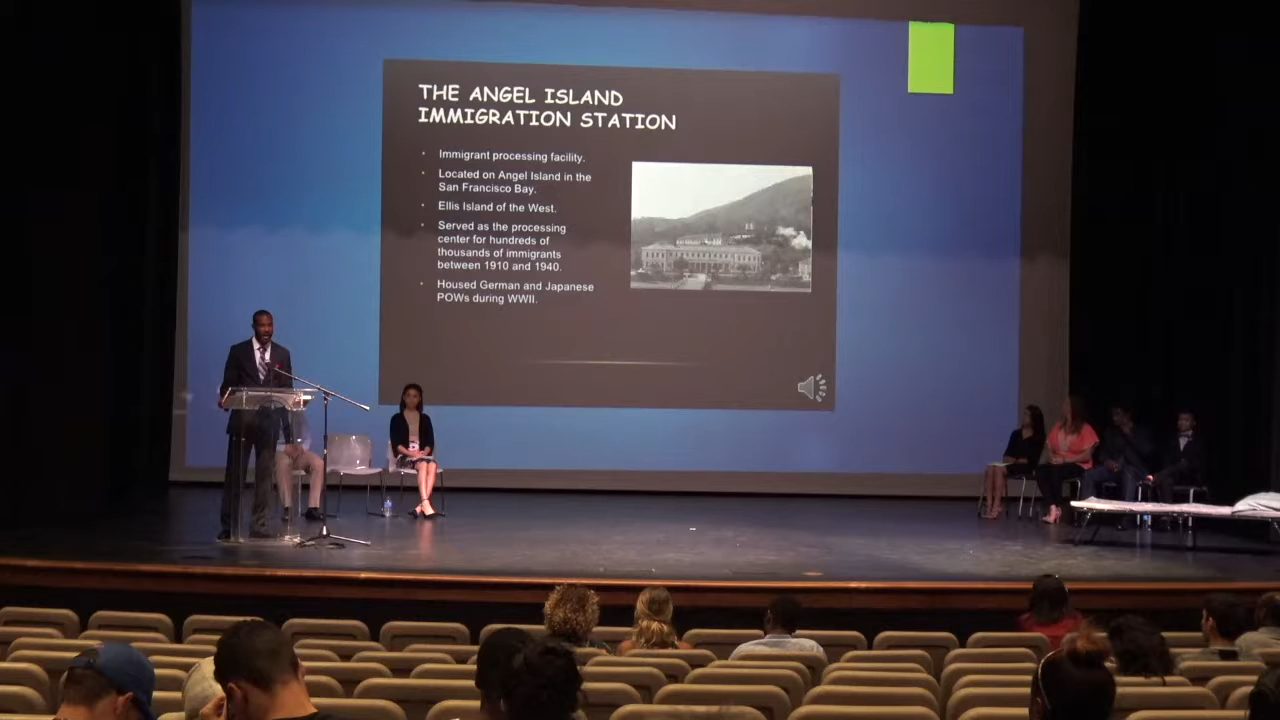 THE ANGEL ISLAND
IMMIGRATION STATION
• Immigrant processing facility.
• Located on Angel Island in the
San Francisco Bay.
• Ellis Island of the West.
• Served as the processing
center for hundreds of
thousands of immigrants
between 1910 and 1940.
• Housed German and Japanese
POWs during WWII.